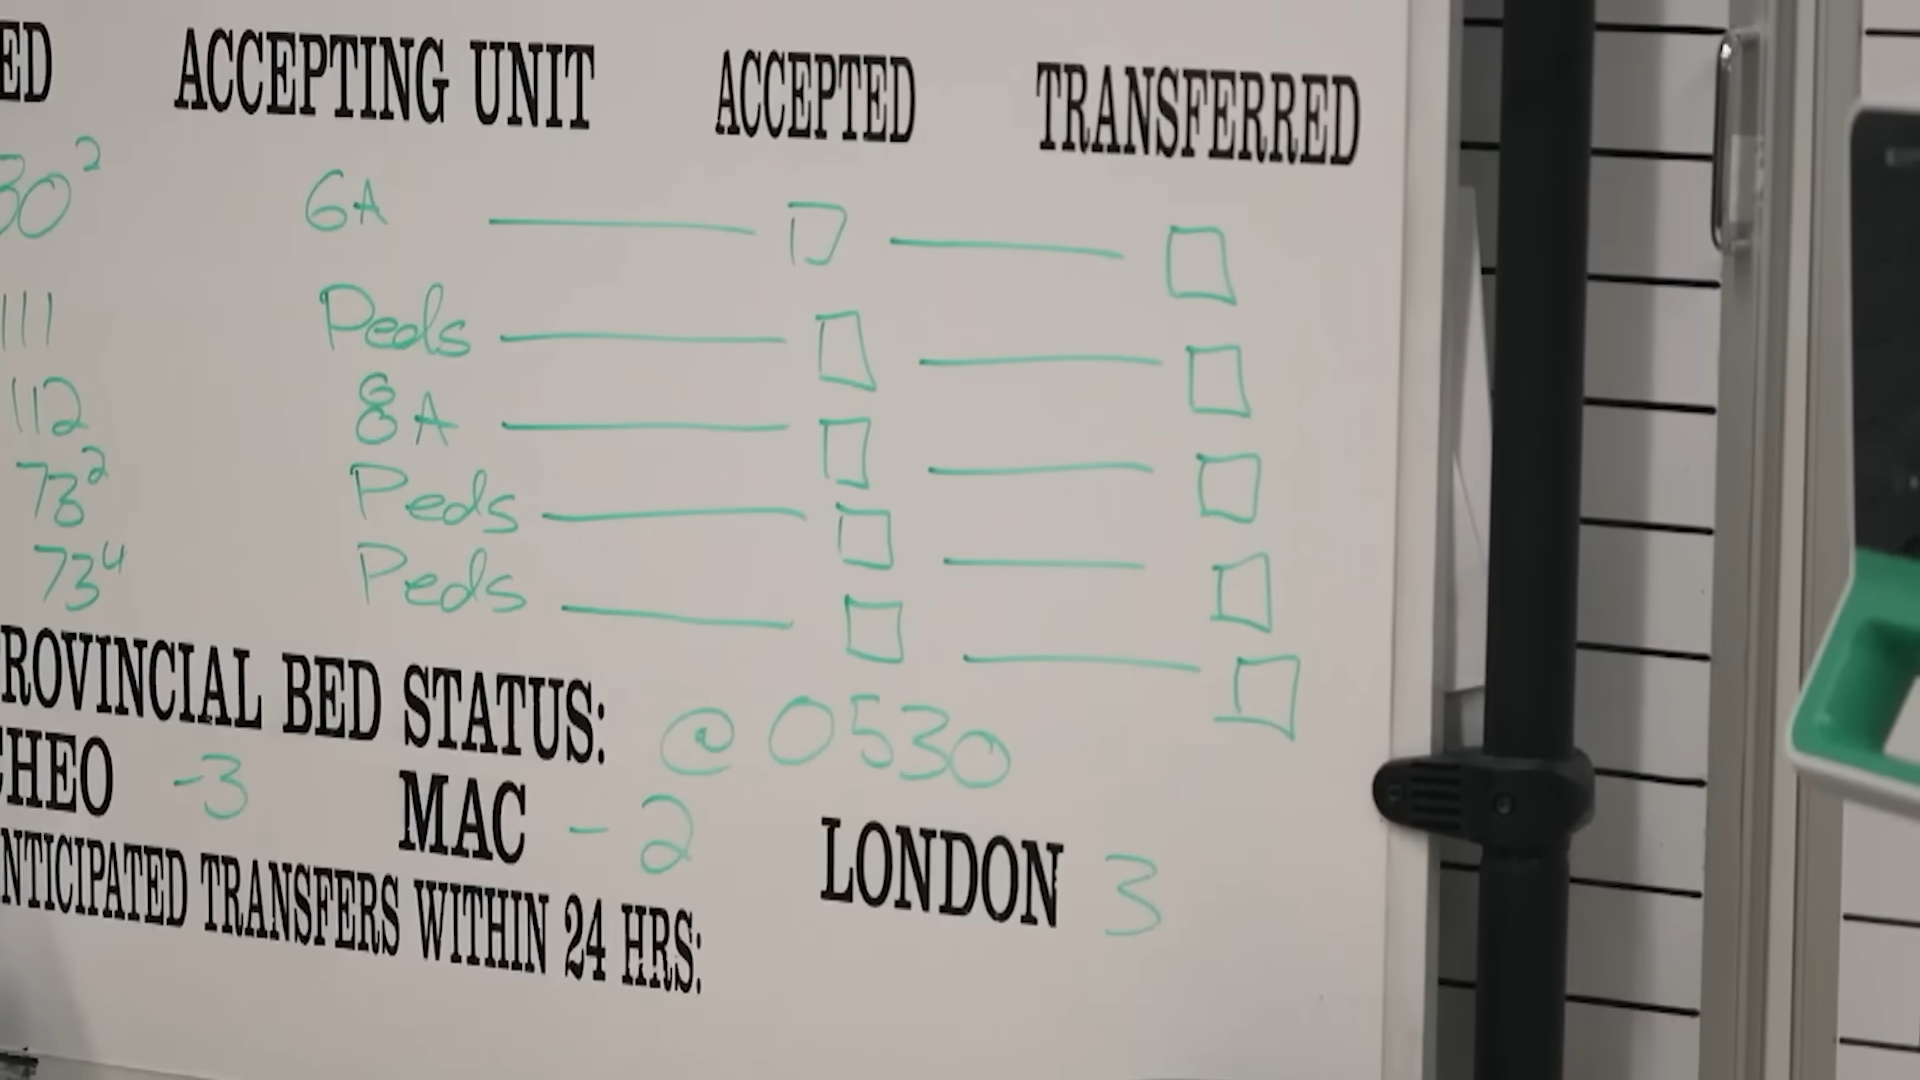 ED ACCEPTING UNIT ACCEPTED TRANSFERRED
30² 6A
111 Peds
112 8A
73² Peds
73⁴ Peds
ROVINCIAL BED STATUS: @ 0530
CHEO -3 MAC -2 LONDON 3
NTICIPATED TRANSFERS WITHIN 24 HRS: